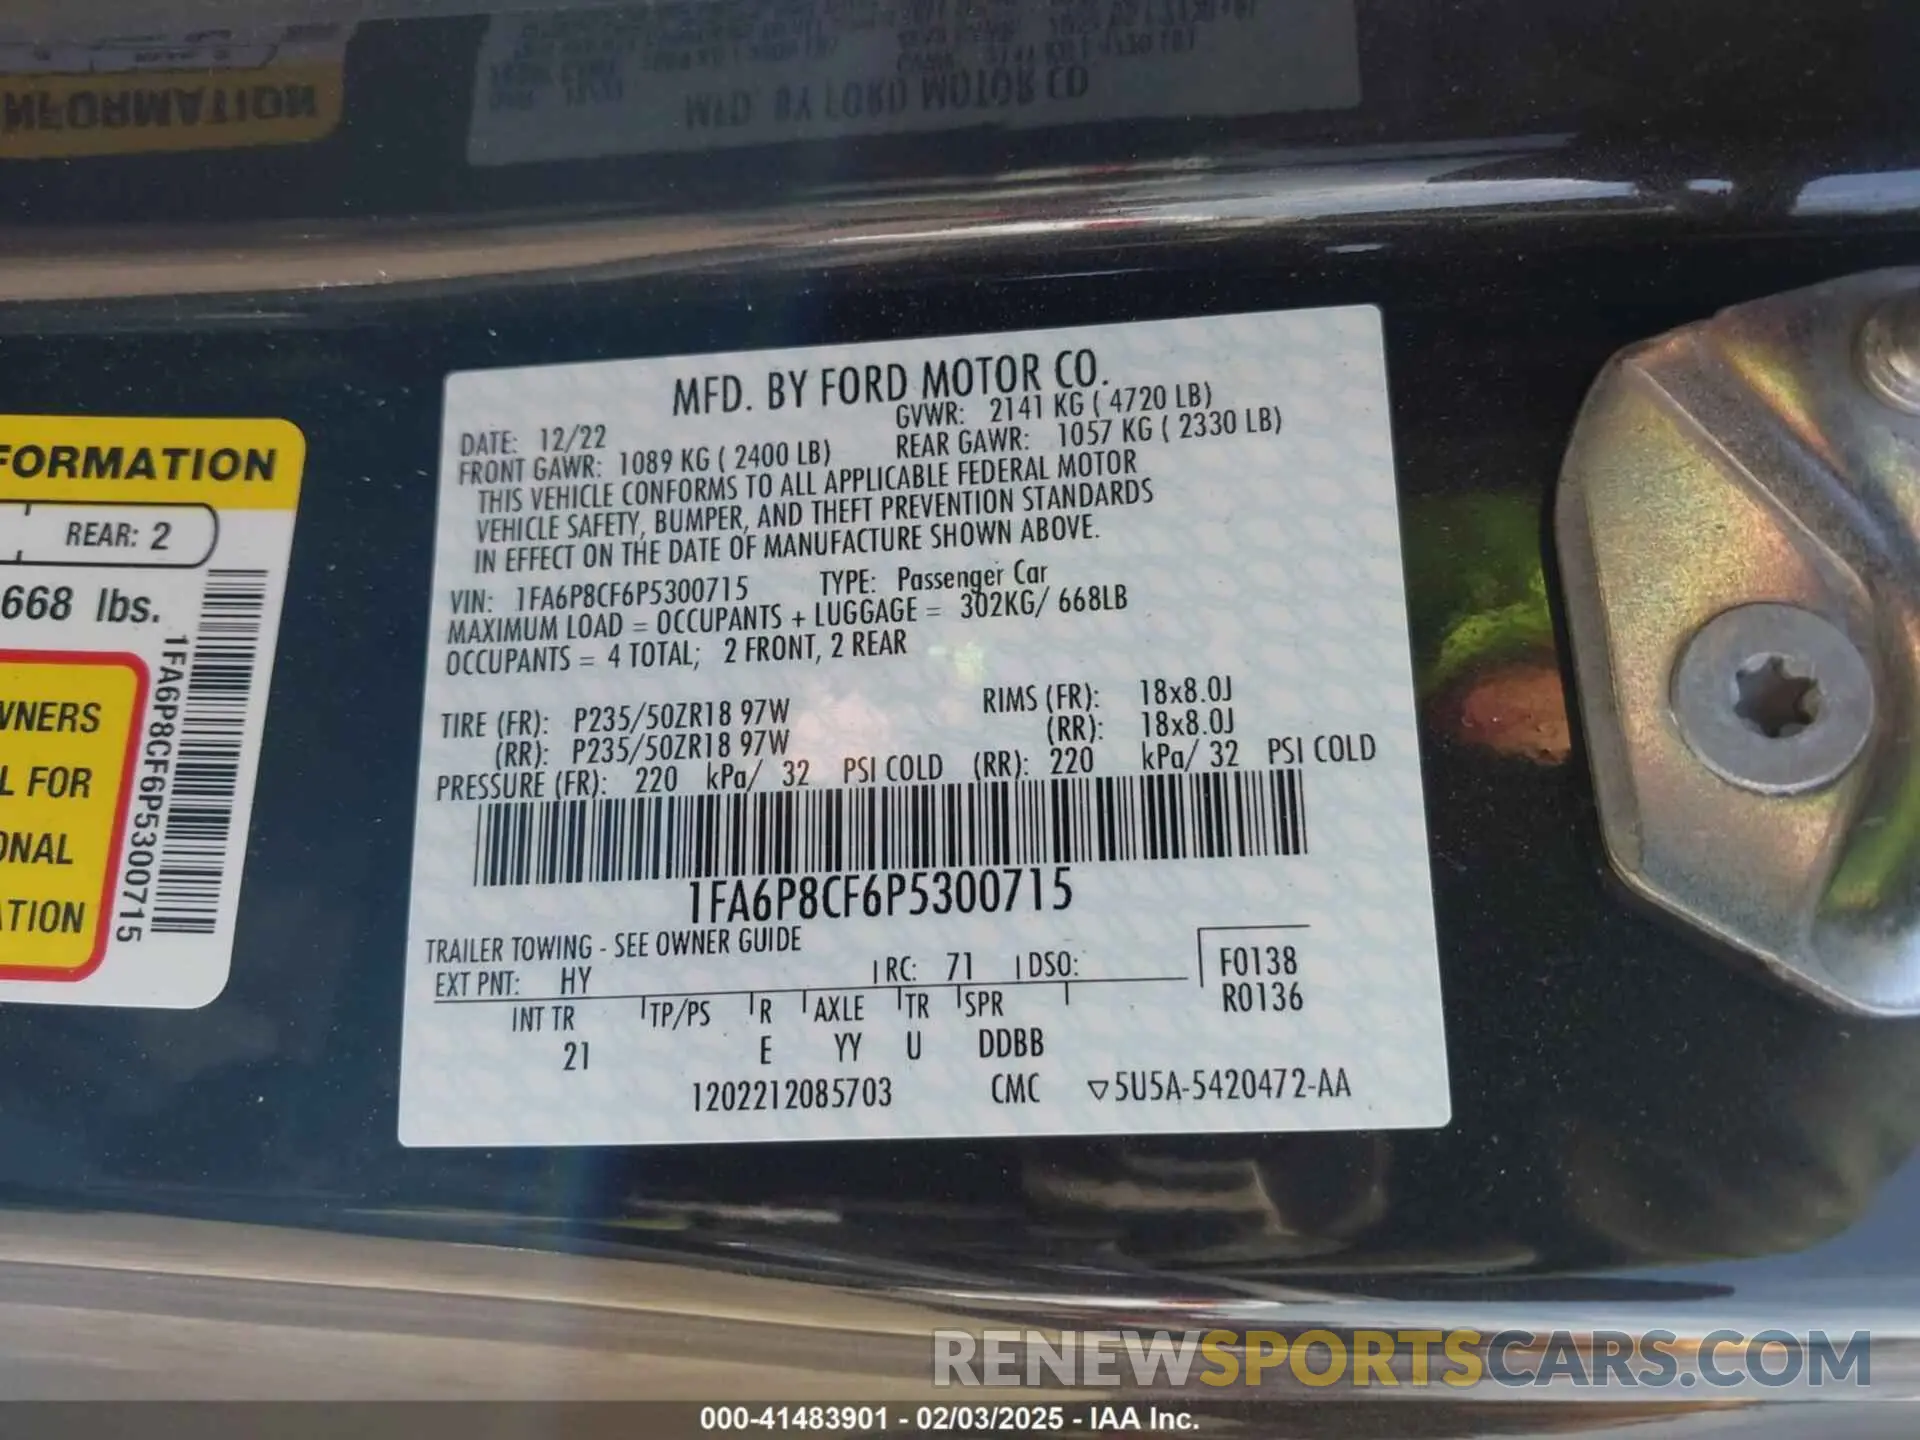 MFD. BY FORD MOTOR CO
INFORMATION
MFD. BY FORD MOTOR CO.
DATE: 12/22 GVWR: 2141 KG ( 4720 LB)
FRONT GAWR: 1089 KG ( 2400 LB) REAR GAWR: 1057 KG ( 2330 LB)
THIS VEHICLE CONFORMS TO ALL APPLICABLE FEDERAL MOTOR
VEHICLE SAFETY, BUMPER, AND THEFT PREVENTION STANDARDS
IN EFFECT ON THE DATE OF MANUFACTURE SHOWN ABOVE.
VIN: 1FA6P8CF6P5300715 TYPE: Passenger Car
MAXIMUM LOAD = OCCUPANTS + LUGGAGE = 302KG/ 668LB
OCCUPANTS = 4 TOTAL; 2 FRONT, 2 REAR
TIRE (FR): P235/50ZR18 97W RIMS (FR): 18x8.0J
(RR): P235/50ZR18 97W (RR): 18x8.0J
PRESSURE (FR): 220 kPa/ 32 PSI COLD (RR): 220 kPa/ 32 PSI COLD
1FA6P8CF6P5300715
TRAILER TOWING - SEE OWNER GUIDE
EXT PNT: HY RC: 71 DSO: F0138
R0136
INT TR TP/PS R AXLE TR SPR
21 E YY U DDBB
1202212085703 CMC ▽5U5A-5420472-AA
FORMATION
REAR: 2
668 lbs.
1FA6P8CF6P5300715
WNERS
L FOR
ONAL
ATION
RENEWSPORTSCARS.COM
000-41483901 - 02/03/2025 - IAA Inc.